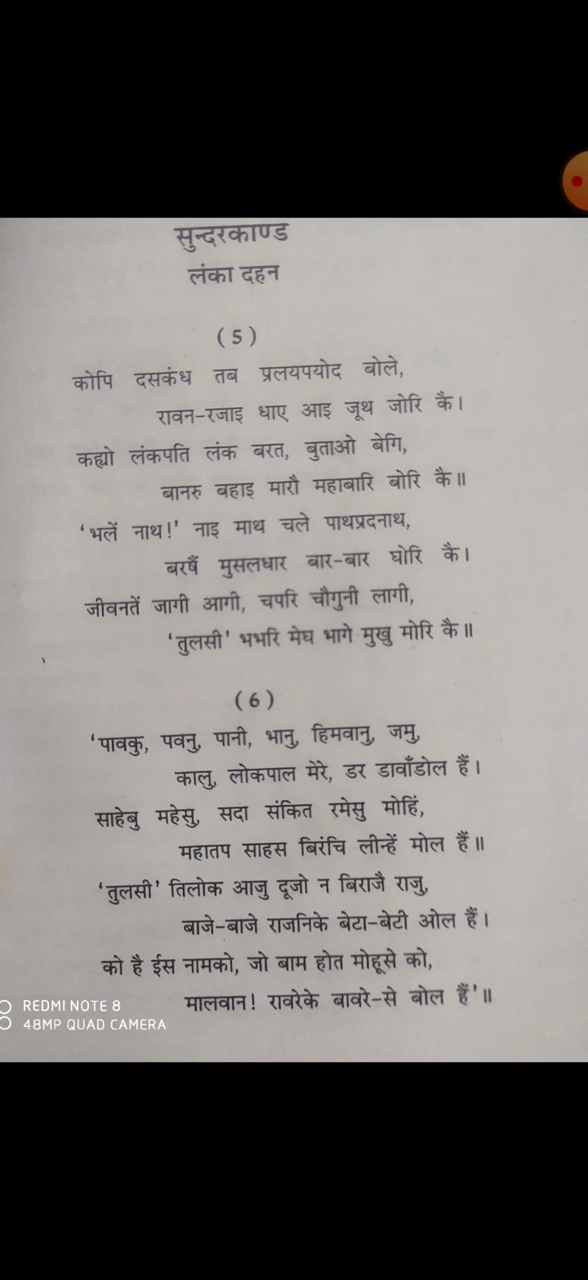 सुन्दरकाण्ड
लंका दहन
(5)
कोपि दसकंध तब प्रलयपयोद बोले,
रावन-रजाइ धाए आइ जूथ जोरि कै।
कह्यो लंकपति लंक बरत, बुताओ बेगि,
बानरु बहाइ मारौ महाबारि बोरि कै॥
'भलें नाथ!' नाइ माथ चले पाथप्रदनाथ,
बरषैं मुसलधार बार-बार घोरि कै।
जीवनतें जागी आगी, चपरि चौगुनी लागी,
'तुलसी' भभरि मेघ भागे मुखु मोरि कै॥
(6)
'पावकु, पवनु, पानी, भानु, हिमवानु, जमु,
कालु, लोकपाल मेरे, डर डावाँडोल हैं।
साहेबु महेसु, सदा संकित रमेसु मोहिं,
महातप साहस बिरंचि लीन्हें मोल हैं॥
'तुलसी' तिलोक आजु दूजो न बिराजै राजु,
बाजे-बाजे राजनिके बेटा-बेटी ओल हैं।
को है ईस नामको, जो बाम होत मोहूसे को,
मालवान! रावरेके बावरे-से बोल हैं'॥
REDMI NOTE 8
48MP QUAD CAMERA